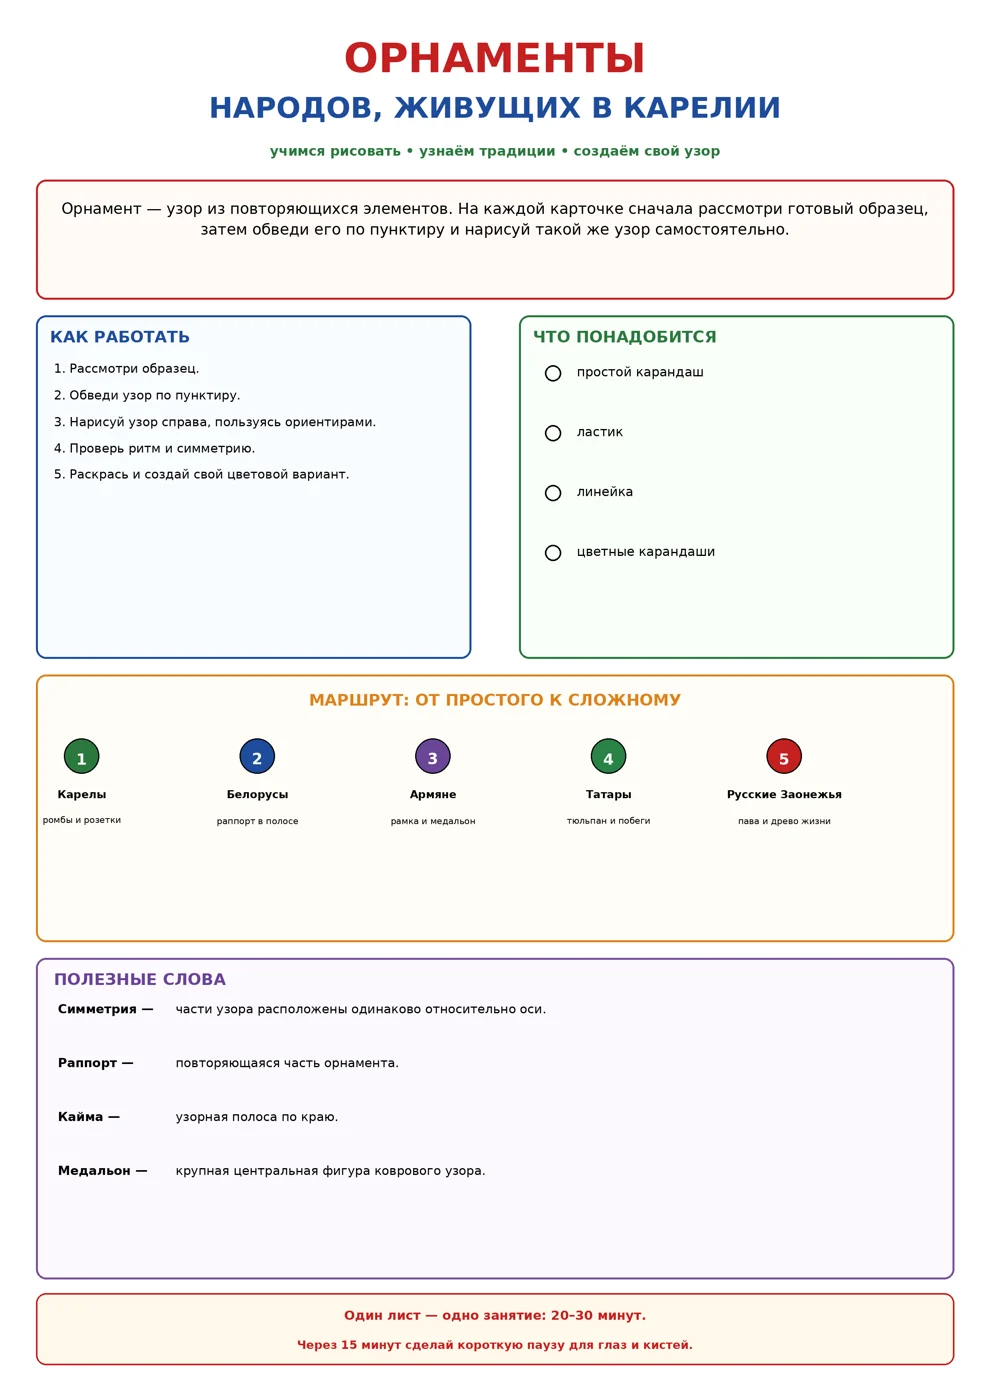 ОРНАМЕНТЫ
НАРОДОВ, ЖИВУЩИХ В КАРЕЛИИ
учимся рисовать • узнаём традиции • создаём свой узор
Орнамент — узор из повторяющихся элементов. На каждой карточке сначала рассмотри готовый образец,
затем обведи его по пунктиру и нарисуй такой же узор самостоятельно.
КАК РАБОТАТЬ
1. Рассмотри образец.
2. Обведи узор по пунктиру.
3. Нарисуй узор справа, пользуясь ориентирами.
4. Проверь ритм и симметрию.
5. Раскрась и создай свой цветовой вариант.
ЧТО ПОНАДОБИТСЯ
простой карандаш
ластик
линейка
цветные карандаши
МАРШРУТ: ОТ ПРОСТОГО К СЛОЖНОМУ
1
Карелы
ромбы и розетки
2
Белорусы
раппорт в полосе
3
Армяне
рамка и медальон
4
Татары
тюльпан и побеги
5
Русские Заонежья
пава и древо жизни
ПОЛЕЗНЫЕ СЛОВА
Симметрия — части узора расположены одинаково относительно оси.
Раппорт — повторяющаяся часть орнамента.
Кайма — узорная полоса по краю.
Медальон — крупная центральная фигура коврового узора.
Один лист — одно занятие: 20–30 минут.
Через 15 минут сделай короткую паузу для глаз и кистей.